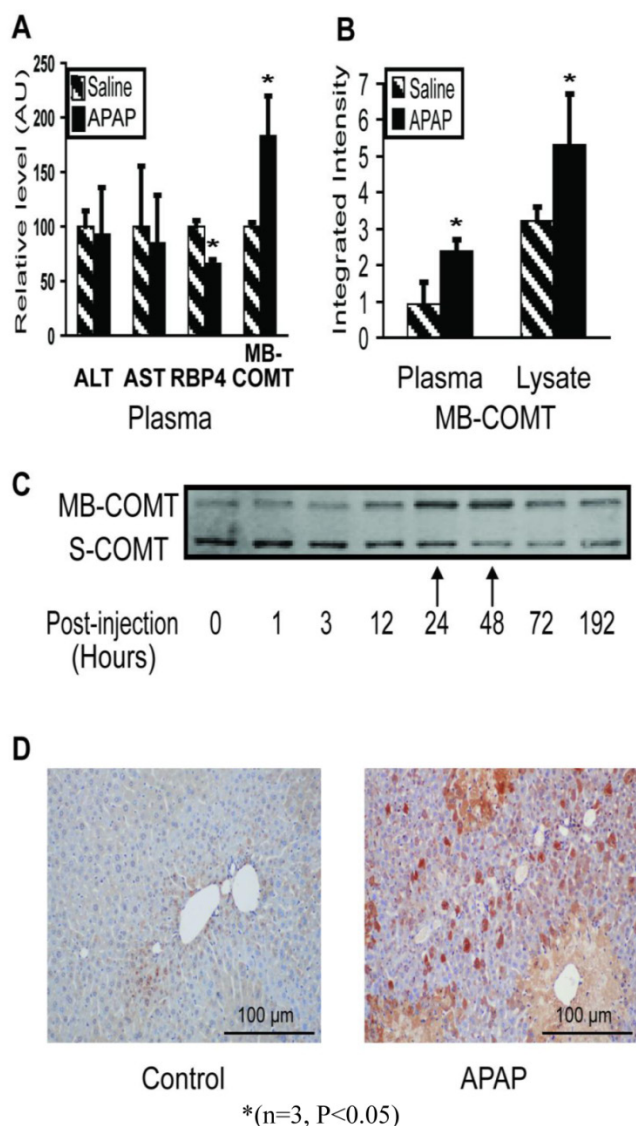 A
Relative level (AU)
250
200
150
100
50
0
Saline
APAP
*
*
ALT AST RBP4 MB-COMT
Plasma
B
Integrated Intensity
7
6
5
4
3
2
1
0
Saline
APAP
*
*
Plasma Lysate
MB-COMT
C
MB-COMT
S-COMT
Post-injection (Hours) 0 1 3 12 24 48 72 192
D
100 µm
100 µm
Control APAP
*(n=3, P<0.05)